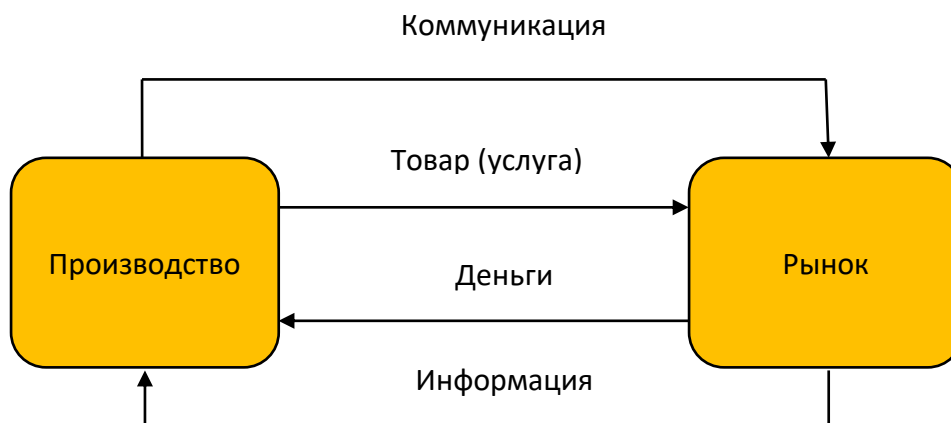 Коммуникация
Товар (услуга)
Производство
Рынок
Деньги
Информация